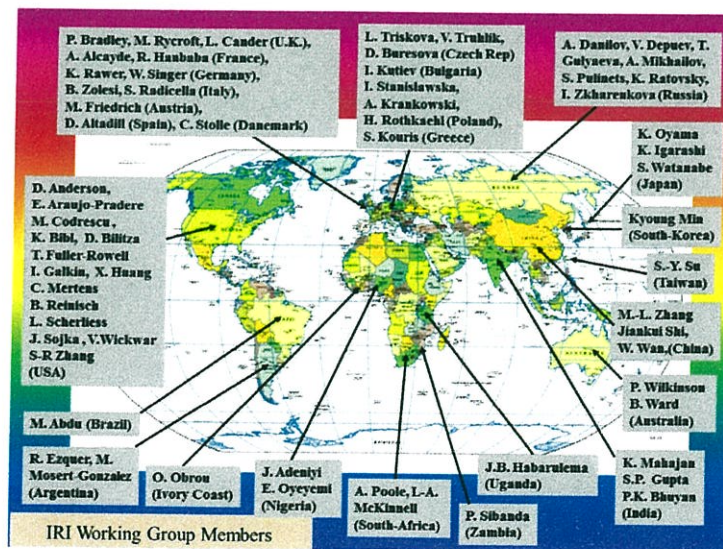 P. Bradley, M. Rycroft, L. Cander (U.K.),
A. Alcayde, R. Hanbaba (France),
K. Rawer, W. Singer (Germany),
B. Zolesi, S. Radicella (Italy),
M. Friedrich (Austria),
D. Altadill (Spain), C. Stolle (Danemark)
L. Triskova, V. Truhlik,
D. Buresova (Czech Rep)
I. Kutiev (Bulgaria)
I. Stanislawska,
A. Krankowski,
H. Rothkaehl (Poland),
S. Kouris (Greece)
A. Danilov, V. Depuev, T.
Gulyaeva, A. Mikhailov,
S. Pulinets, K. Ratovsky,
I. Zkharenkova (Russia)
K. Oyama
K. Igarashi
S. Watanabe
(Japan)
Kyoung Min
(South-Korea)
S.-Y. Su
(Taiwan)
M.-L. Zhang
Jiankui Shi,
W. Wan,(China)
P. Wilkinson
B. Ward
(Australia)
D. Anderson,
E. Araujo-Pradere
M. Codrescu,
K. Bibl, D. Bilitza
T. Fuller-Rowell
I. Galkin, X. Huang
C. Mertens
B. Reinisch
L. Scherliess
J. Sojka, V.Wickwar
S-R Zhang
(USA)
M. Abdu (Brazil)
R. Ezquer, M.
Mosert-Gonzalez
(Argentina)
O. Obrou
(Ivory Coast)
J. Adeniyi
E. Oyeyemi
(Nigeria)
A. Poole, L-A.
McKinnell
(South-Africa)
P. Sibanda
(Zambia)
J.B. Habarulema
(Uganda)
K. Mahajan
S.P. Gupta
P.K. Bhuyan
(India)
IRI Working Group Members